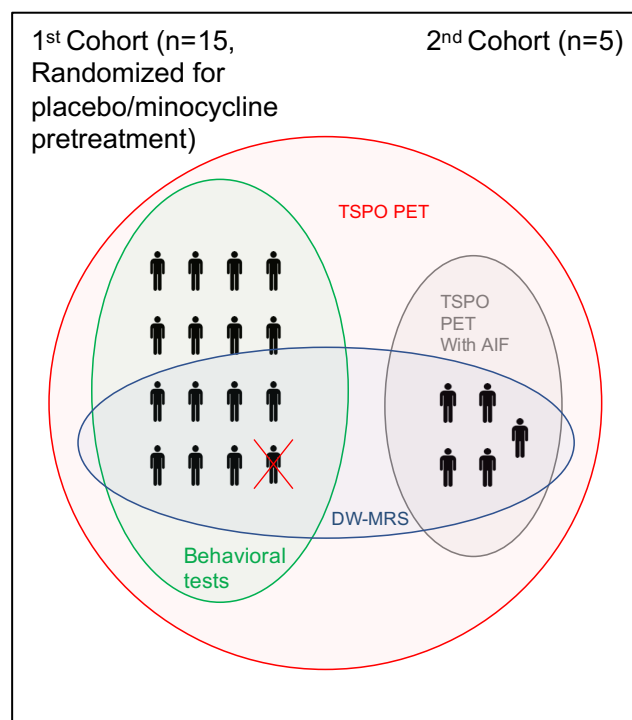 1st Cohort (n=15,
Randomized for
placebo/minocycline
pretreatment)
2nd Cohort (n=5)
TSPO PET
TSPO
PET
With AIF
DW-MRS
Behavioral
tests